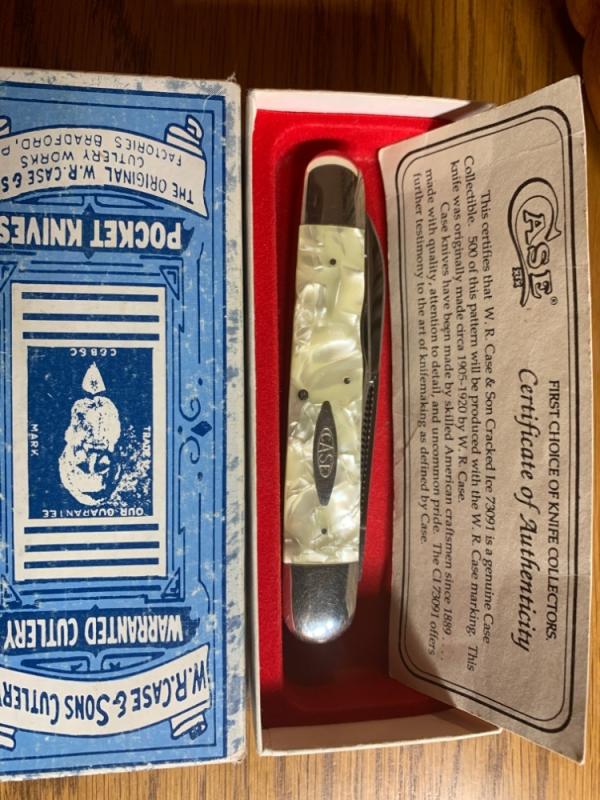 THE ORIGINAL W.R.CASE & S
CUTLERY WORKS
FACTORIES BRADFORD, P
POCKET KNIVES
C&B&C
TRADE
MARK
OUR GUARANTEE
WARRANTED CUTLERY
W.R.CASE & SONS CUTLERY
CASE
CASE®
XX
FIRST CHOICE OF KNIFE COLLECTORS.
Certificate of Authenticity
This certifies that W. R. Case & Son Cracked Ice 73091 is a genuine Case
Collectible. 500 of this pattern will be produced with the W. R. Case marking. This
knife was originally made circa 1905-1920 by W. R. Case.
Case knives have been made by skilled American craftsmen since 1889 . . .
made with quality, attention to detail, and uncommon pride. The CI 73091 offers
further testimony to the art of knifemaking as defined by Case.